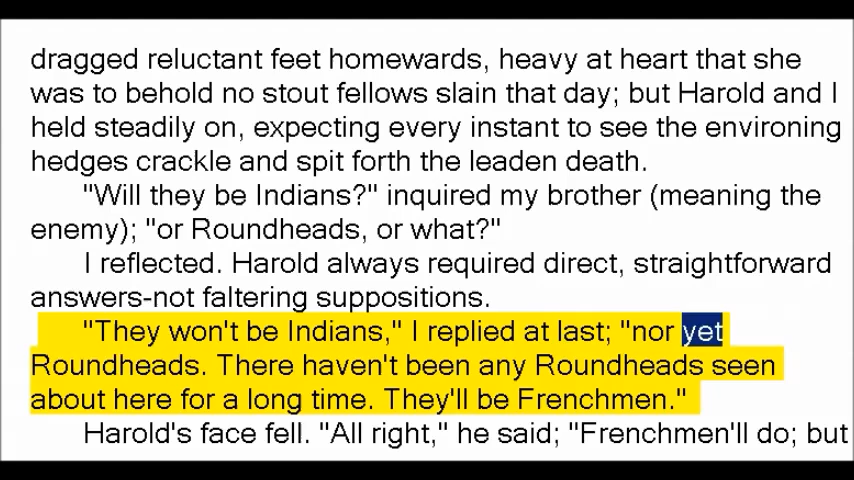 dragged reluctant feet homewards, heavy at heart that she
was to behold no stout fellows slain that day; but Harold and I
held steadily on, expecting every instant to see the environing
hedges crackle and spit forth the leaden death.
"Will they be Indians?" inquired my brother (meaning the
enemy); "or Roundheads, or what?"
I reflected. Harold always required direct, straightforward
answers-not faltering suppositions.
"They won't be Indians," I replied at last; "nor yet
Roundheads. There haven't been any Roundheads seen
about here for a long time. They'll be Frenchmen."
Harold's face fell. "All right," he said; "Frenchmen'll do; but